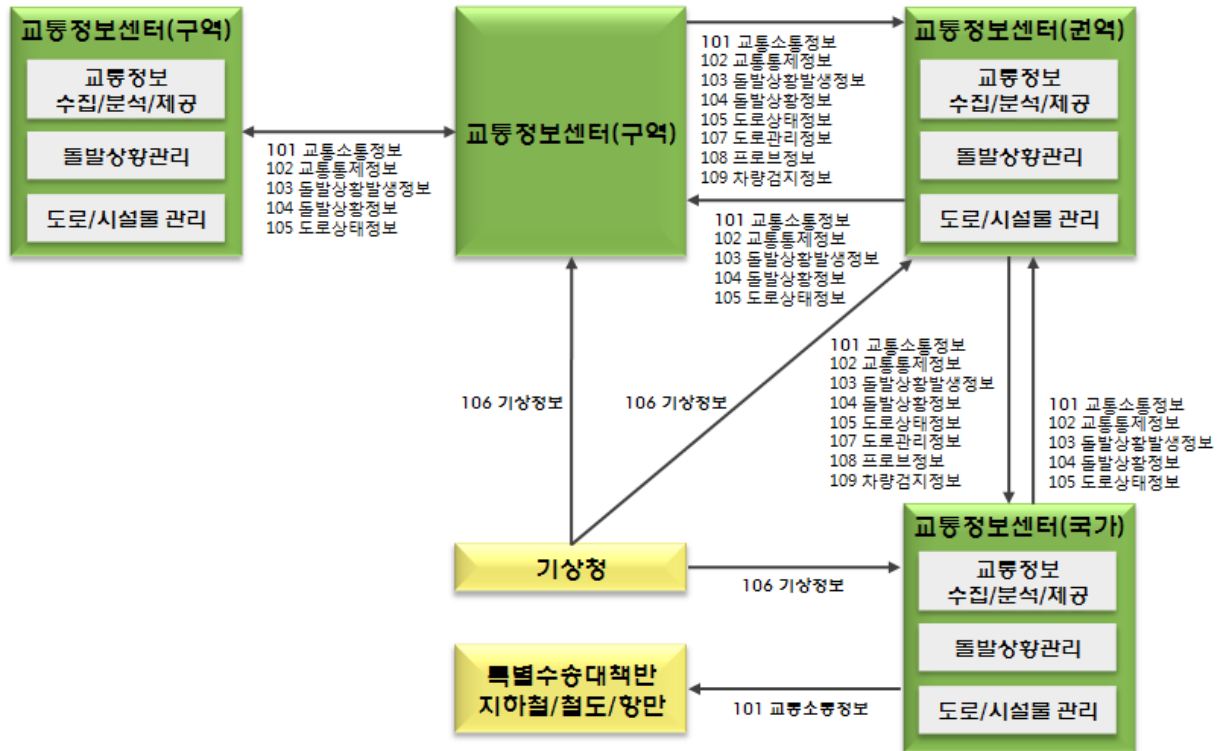 교통정보센터(구역)
교통정보
수집/분석/제공
돌발상황관리
도로/시설물 관리
101 교통소통정보
102 교통통제정보
103 돌발상황발생정보
104 돌발상황정보
105 도로상태정보
교통정보센터(구역)
101 교통소통정보
102 교통통제정보
103 돌발상황발생정보
104 돌발상황정보
105 도로상태정보
107 도로관리정보
108 프로브정보
109 차량검지정보
101 교통소통정보
102 교통통제정보
103 돌발상황발생정보
104 돌발상황정보
105 도로상태정보
교통정보센터(권역)
교통정보
수집/분석/제공
돌발상황관리
도로/시설물 관리
106 기상정보
106 기상정보
101 교통소통정보
102 교통통제정보
103 돌발상황발생정보
104 돌발상황정보
105 도로상태정보
107 도로관리정보
108 프로브정보
109 차량검지정보
101 교통소통정보
102 교통통제정보
103 돌발상황발생정보
104 돌발상황정보
105 도로상태정보
기상청
106 기상정보
특별수송대책반
지하철/철도/항만
101 교통소통정보
교통정보센터(국가)
교통정보
수집/분석/제공
돌발상황관리
도로/시설물 관리